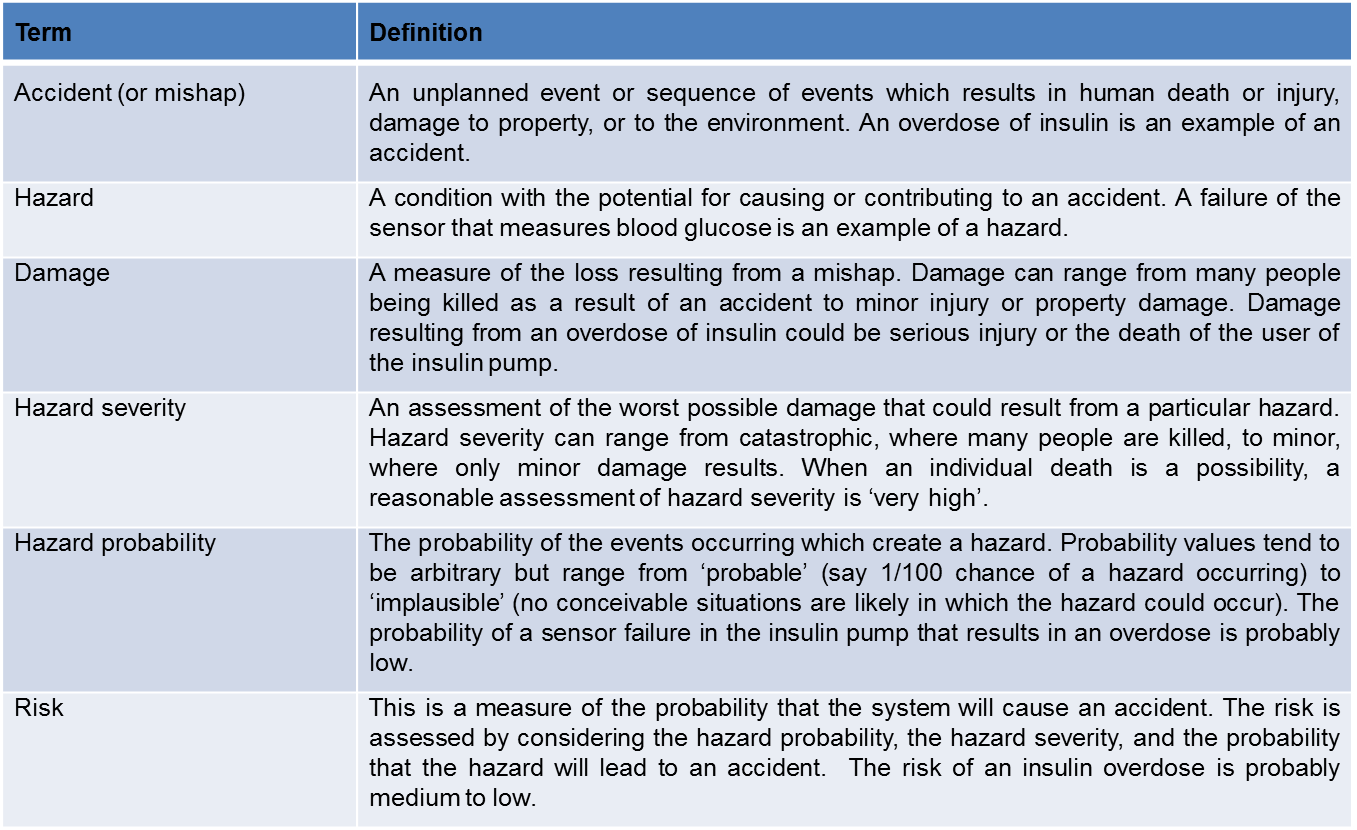 Term
Definition
Accident (or mishap)
An unplanned event or sequence of events which results in human death or injury,
damage to property, or to the environment. An overdose of insulin is an example of an
accident.
Hazard
A condition with the potential for causing or contributing to an accident. A failure of the
sensor that measures blood glucose is an example of a hazard.
Damage
A measure of the loss resulting from a mishap. Damage can range from many people
being killed as a result of an accident to minor injury or property damage. Damage
resulting from an overdose of insulin could be serious injury or the death of the user of
the insulin pump.
Hazard severity
An assessment of the worst possible damage that could result from a particular hazard.
Hazard severity can range from catastrophic, where many people are killed, to minor,
where only minor damage results. When an individual death is a possibility, a
reasonable assessment of hazard severity is ‘very high’.
Hazard probability
The probability of the events occurring which create a hazard. Probability values tend to
be arbitrary but range from ‘probable’ (say 1/100 chance of a hazard occurring) to
‘implausible’ (no conceivable situations are likely in which the hazard could occur). The
probability of a sensor failure in the insulin pump that results in an overdose is probably
low.
Risk
This is a measure of the probability that the system will cause an accident. The risk is
assessed by considering the hazard probability, the hazard severity, and the probability
that the hazard will lead to an accident.  The risk of an insulin overdose is probably
medium to low.